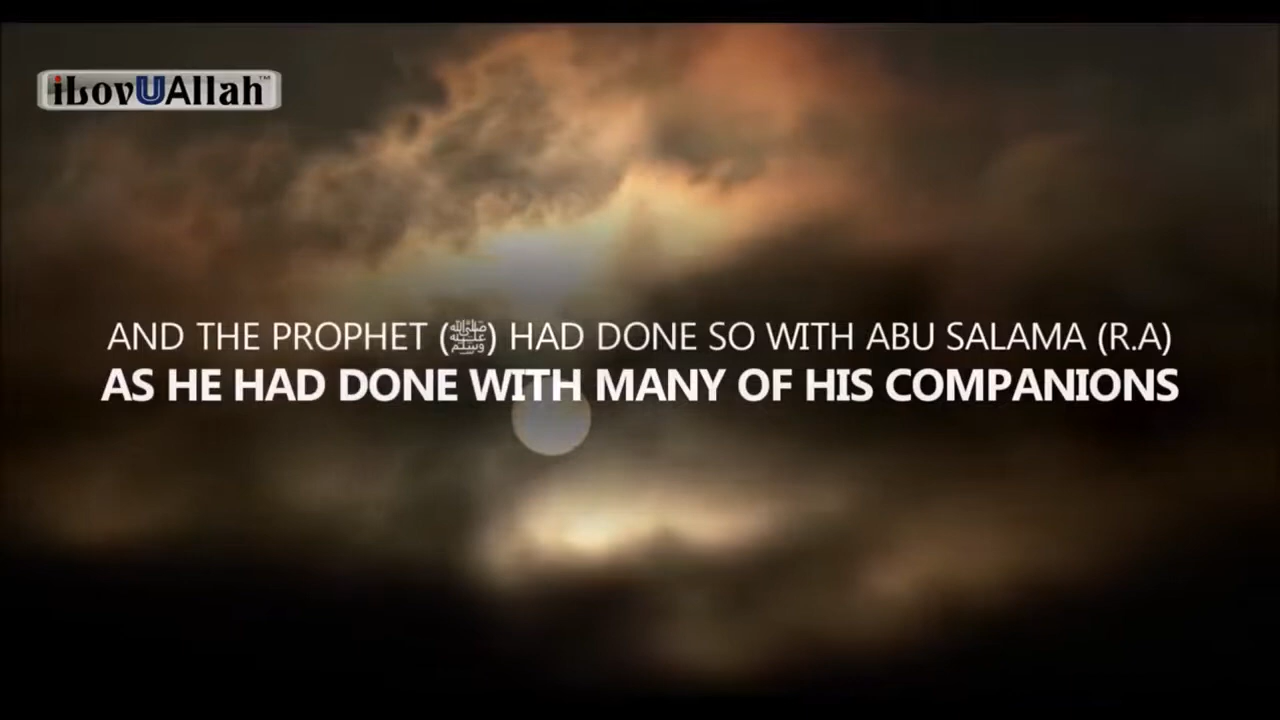 iLovUAllah™
AND THE PROPHET (ﷺ) HAD DONE SO WITH ABU SALAMA (R.A)
AS HE HAD DONE WITH MANY OF HIS COMPANIONS